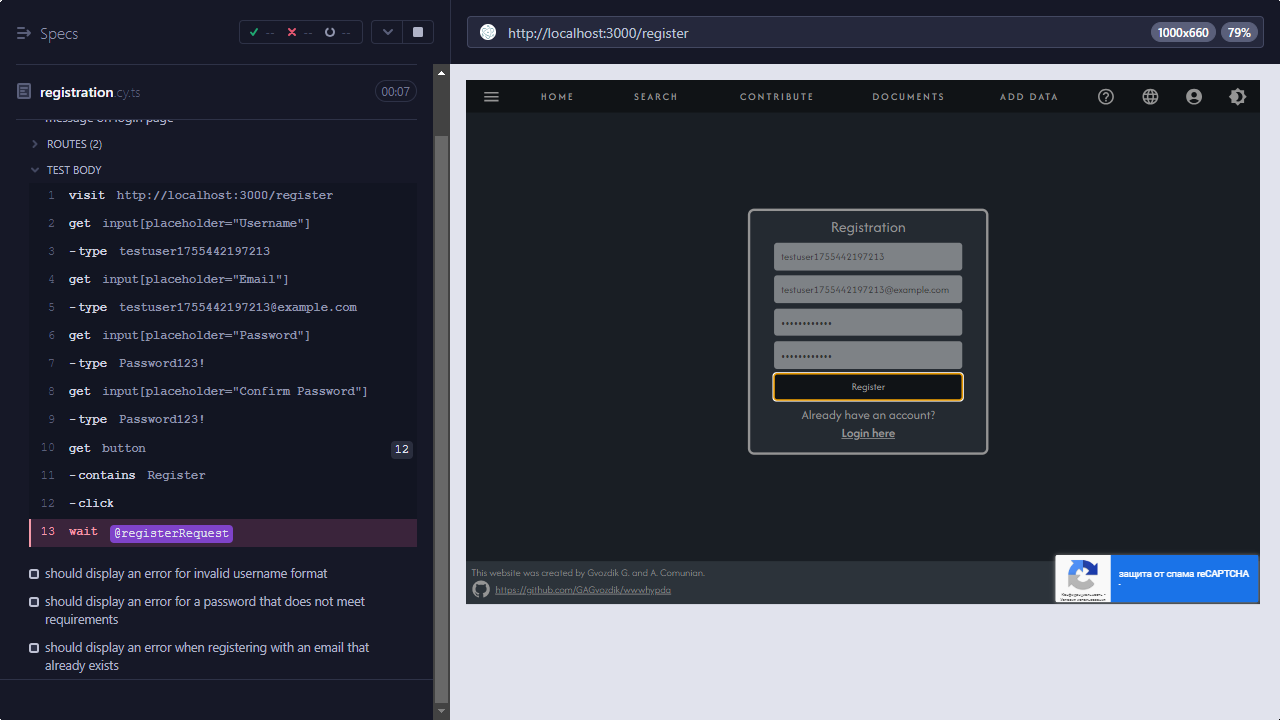 Specs
-- -- --
registration.cy.ts
00:07
message on login page
ROUTES (2)
TEST BODY
1 visit http://localhost:3000/register
2 get input[placeholder="Username"]
3 -type testuser1755442197213
4 get input[placeholder="Email"]
5 -type testuser1755442197213@example.com
6 get input[placeholder="Password"]
7 -type Password123!
8 get input[placeholder="Confirm Password"]
9 -type Password123!
10 get button 12
11 -contains Register
12 -click
13 wait @registerRequest
should display an error for invalid username format
should display an error for a password that does not meet
requirements
should display an error when registering with an email that
already exists
http://localhost:3000/register
1000x660
79%
HOME SEARCH CONTRIBUTE DOCUMENTS ADD DATA
Registration
testuser1755442197213
testuser1755442197213@example.com
••••••••••••
••••••••••••
Register
Already have an account?
Login here
This website was created by Gvozdik G. and A. Comunian.
https://github.com/GAGvozdik/wwwhypda
защита от спама reCAPTCHA
Конфиденциальность -
Условия использования